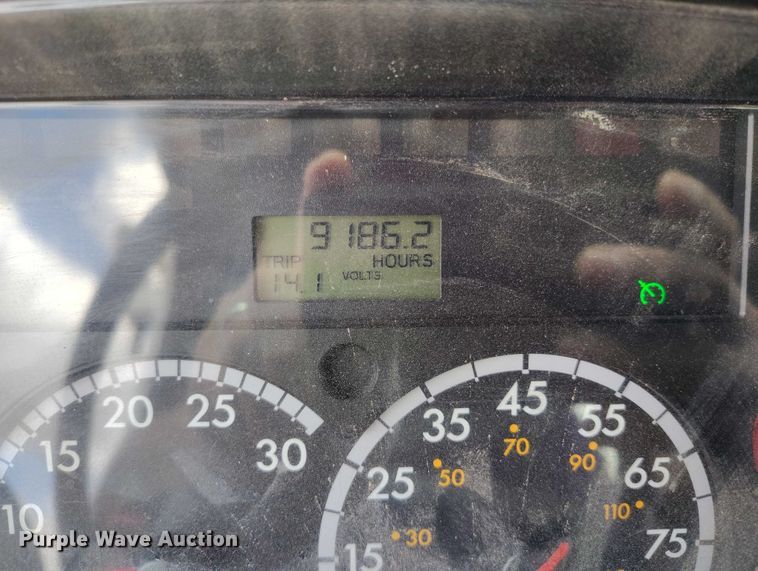 9186.2
TRIP HOURS
14.1 VOLTS
10 15 20 25 30
15 25 35 45 55 65 75
30 50 70 90 110
Purple Wave Auction